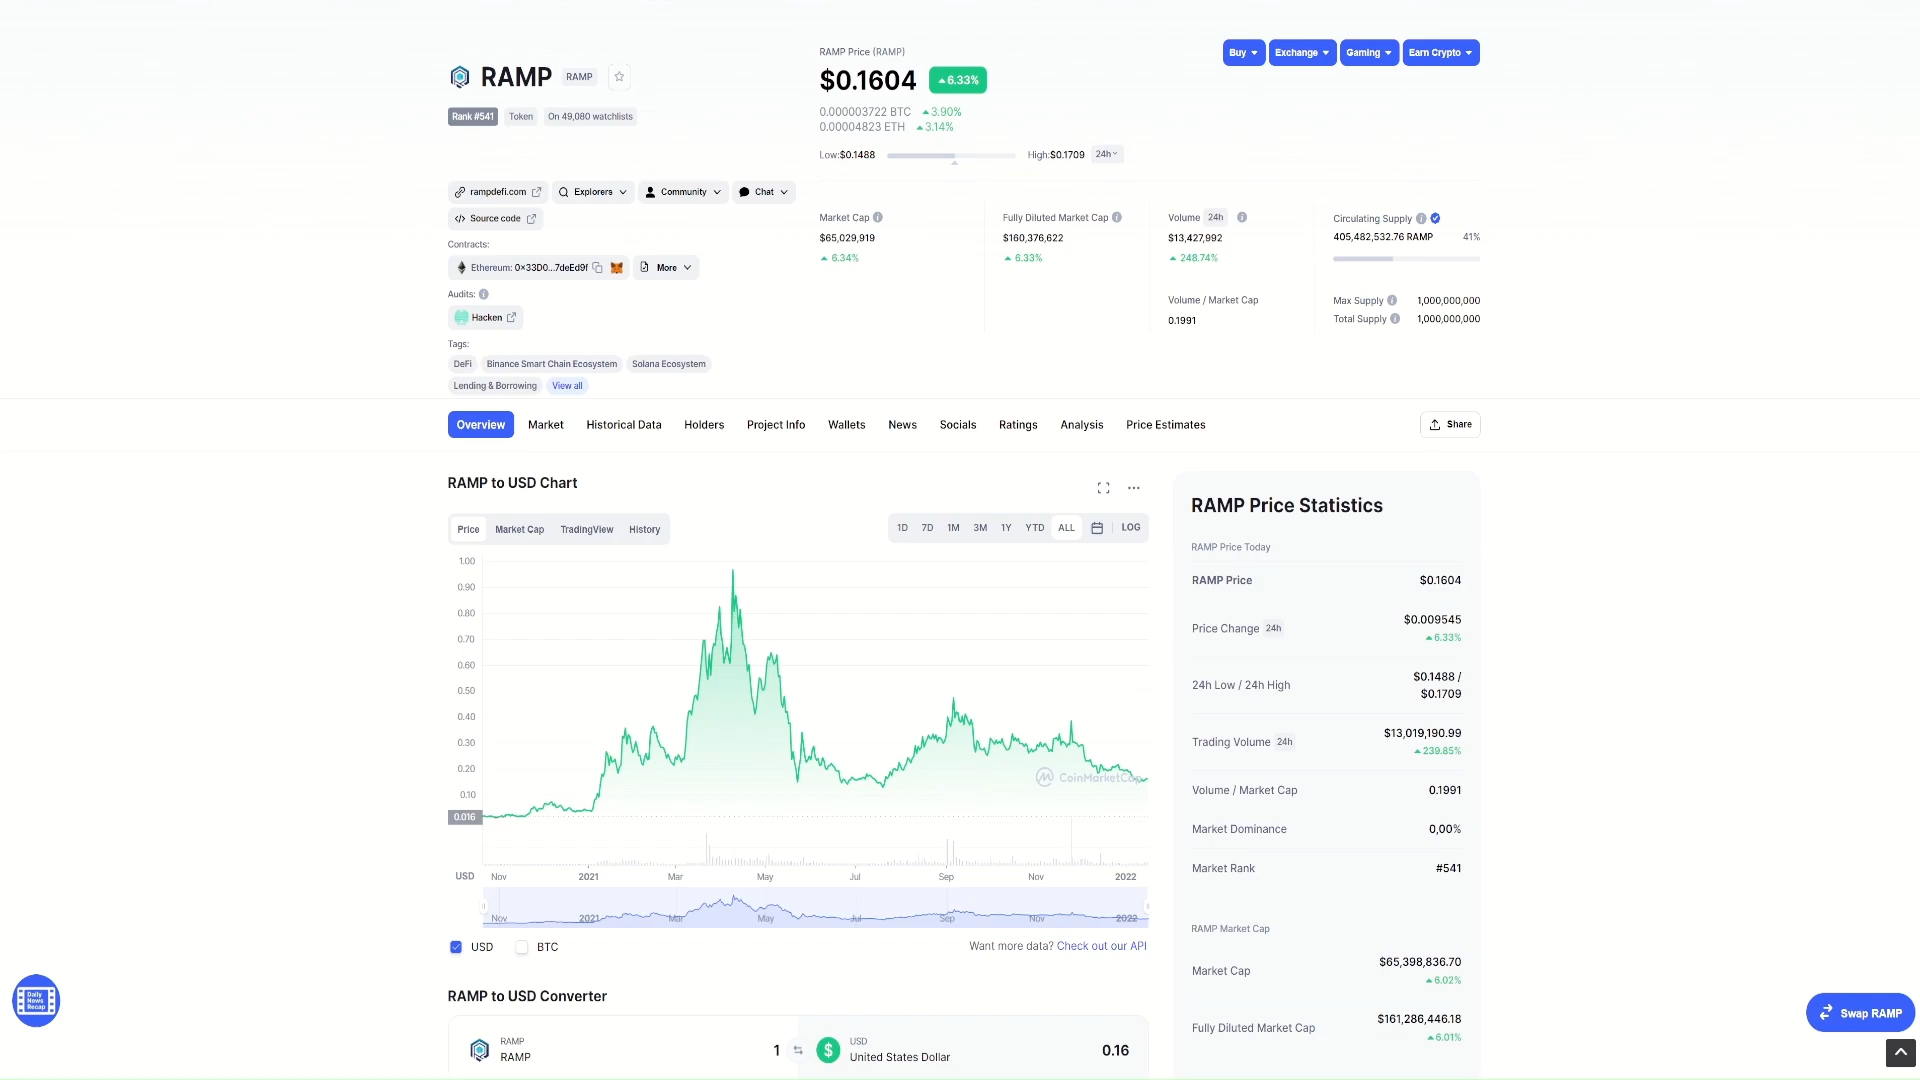 RAMP RAMP
Rank #541 Token On 49,080 watchlists
rampdefi.com Explorers Community Chat
</> Source code
Contracts:
Ethereum: 0x33D0...7deEd9f More
Audits:
Hacken
Tags:
DeFi Binance Smart Chain Ecosystem Solana Ecosystem
Lending & Borrowing View all
RAMP Price (RAMP)
$0.1604 6.33%
0.000003722 BTC 3.90%
0.00004823 ETH 3.14%
Low:$0.1488 High:$0.1709 24h
Buy Exchange Gaming Earn Crypto
Market Cap
$65,029,919
6.34%
Fully Diluted Market Cap
$160,376,622
6.33%
Volume 24h
$13,427,992
248.74%
Volume / Market Cap
0.1991
Circulating Supply
405,482,532.76 RAMP 41%
Max Supply 1,000,000,000
Total Supply 1,000,000,000
Overview Market Historical Data Holders Project Info Wallets News Socials Ratings Analysis Price Estimates Share
RAMP to USD Chart
Price Market Cap TradingView History
1D 7D 1M 3M 1Y YTD ALL LOG
1.00
0.90
0.80
0.70
0.60
0.50
0.40
0.30
0.20
0.10
0.016
CoinMarketCap
USD Nov 2021 Mar May Jul Sep Nov 2022
Nov 2021 Mar May Jul Sep Nov 2022
USD BTC
Want more data? Check out our API
RAMP to USD Converter
RAMP
RAMP
1
USD
United States Dollar
0.16
RAMP Price Statistics
RAMP Price Today
RAMP Price $0.1604
Price Change 24h $0.009545
6.33%
24h Low / 24h High $0.1488 /
$0.1709
Trading Volume 24h $13,019,190.99
239.85%
Volume / Market Cap 0.1991
Market Dominance 0,00%
Market Rank #541
RAMP Market Cap
Market Cap $65,398,836.70
6.02%
Fully Diluted Market Cap $161,286,446.18
6.01%
Daily
News
Recap
Swap RAMP